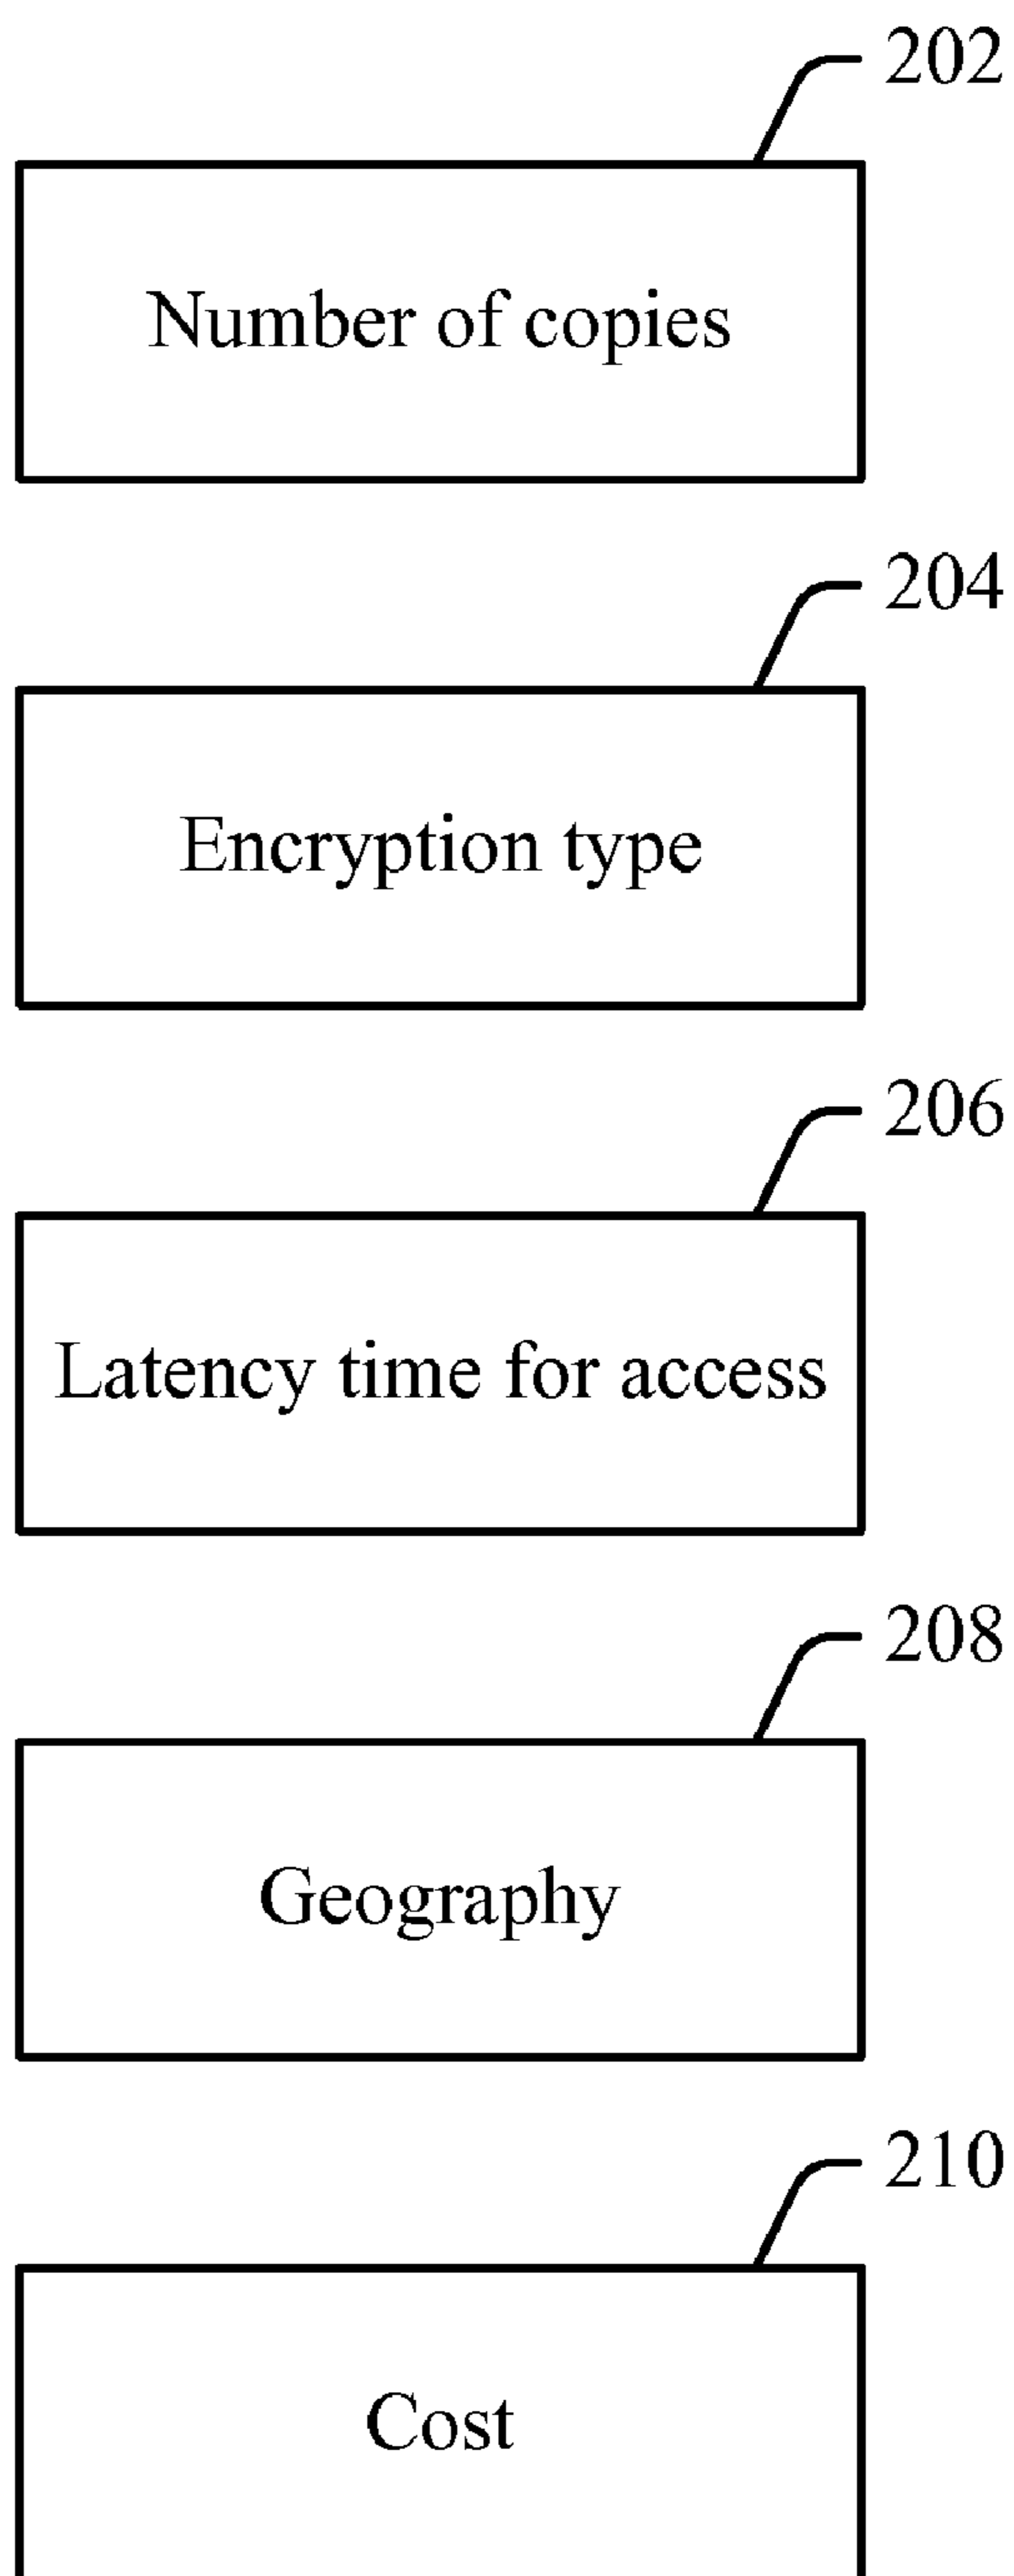 202
Number of copies
204
Encryption type
206
Latency time for access
208
Geography
210
Cost